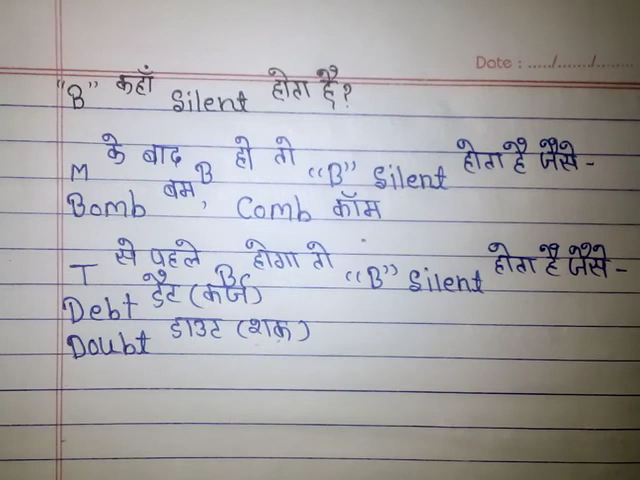 Date : ...../......./........
"B" कहाँ Silent होता है?
M के बाद B हो तो "B" Silent होता है जैसे -
Bomb बम, Comb कॉम
T से पहले B होगा तो "B" Silent होता है जैसे -
Debt डैट (कर्ज)
Doubt डाउट (शक)